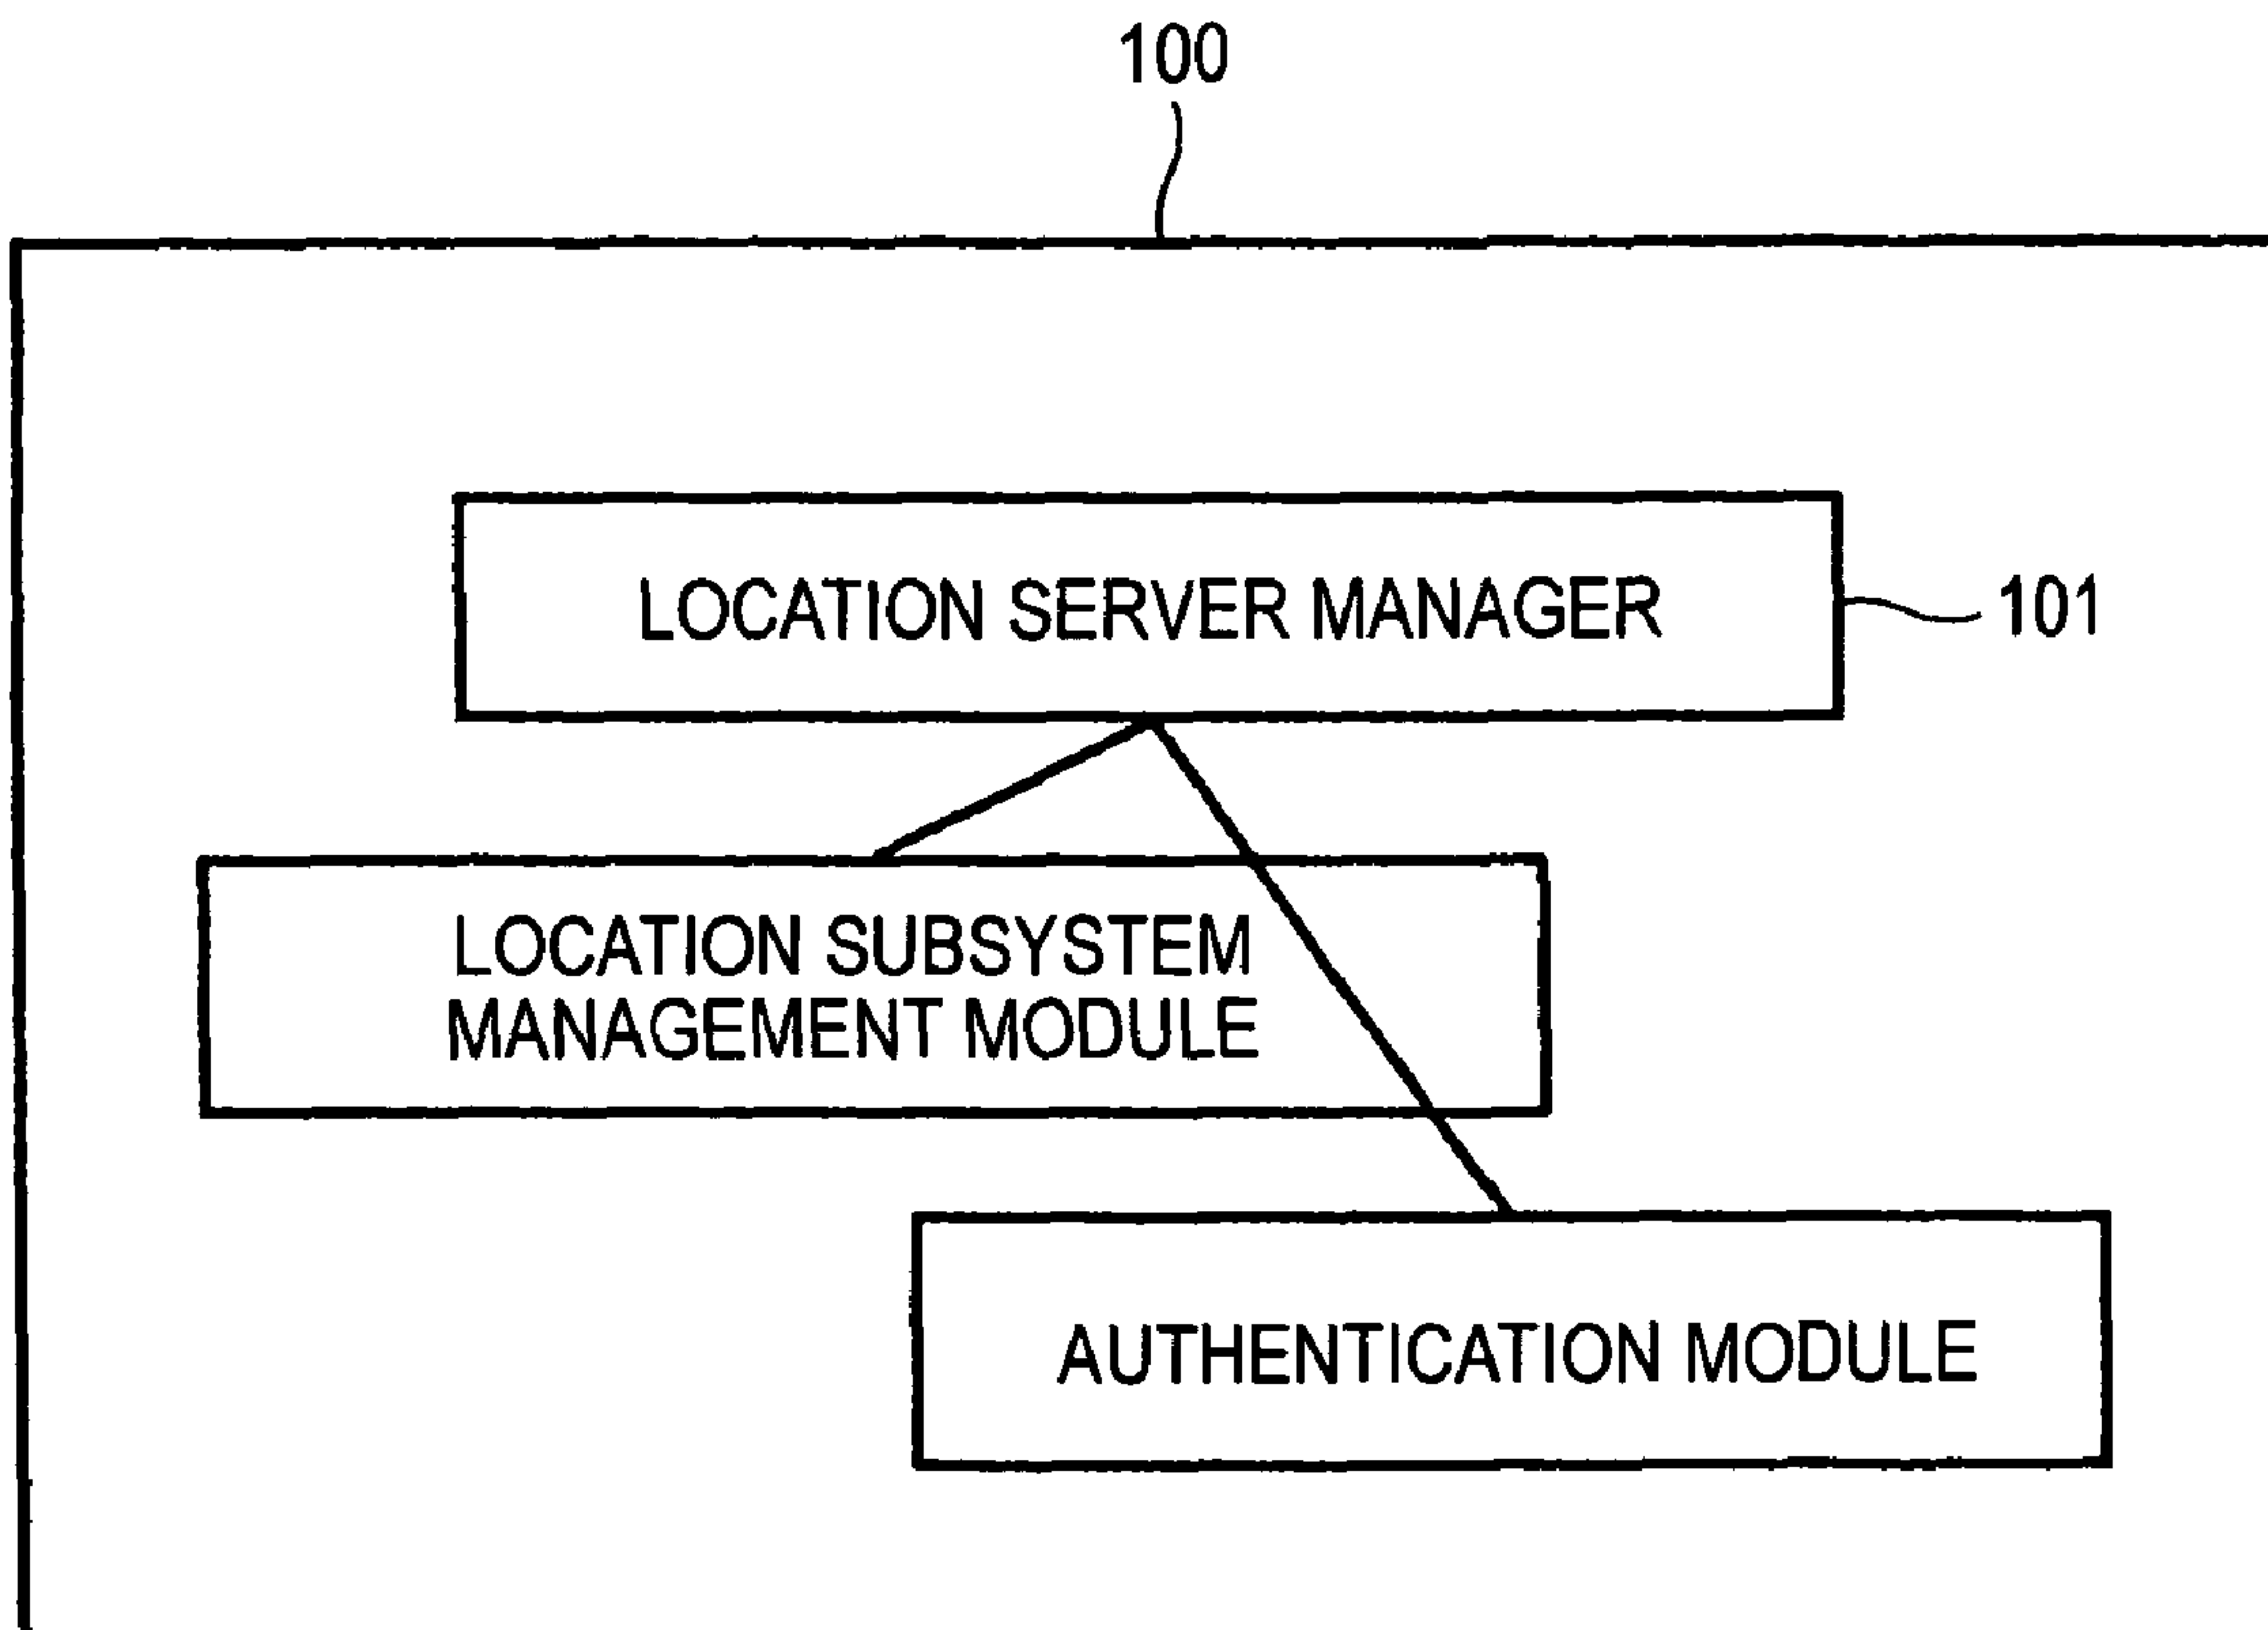 100
LOCATION SERVER MANAGER
101
LOCATION SUBSYSTEM
MANAGEMENT MODULE
AUTHENTICATION MODULE